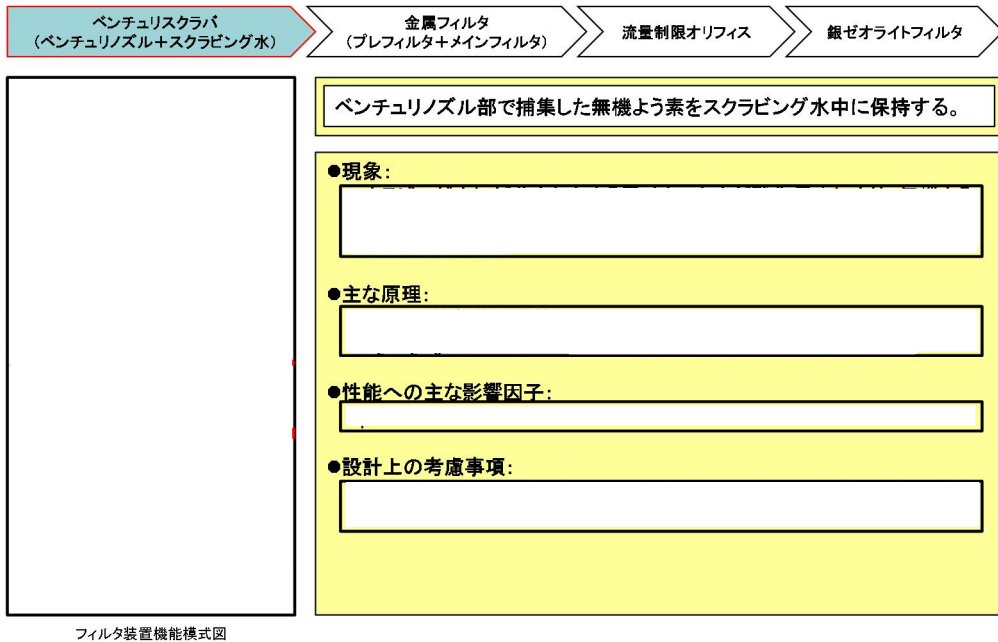 ベンチュリスクラバ
(ベンチュリノズル+スクラビング水)
金属フィルタ
(プレフィルタ+メインフィルタ)
流量制限オリフィス
銀ゼオライトフィルタ
ベンチュリノズル部で捕集した無機よう素をスクラビング水中に保持する。
●現象:
●主な原理:
●性能への主な影響因子:
●設計上の考慮事項:
フィルタ装置機能模式図